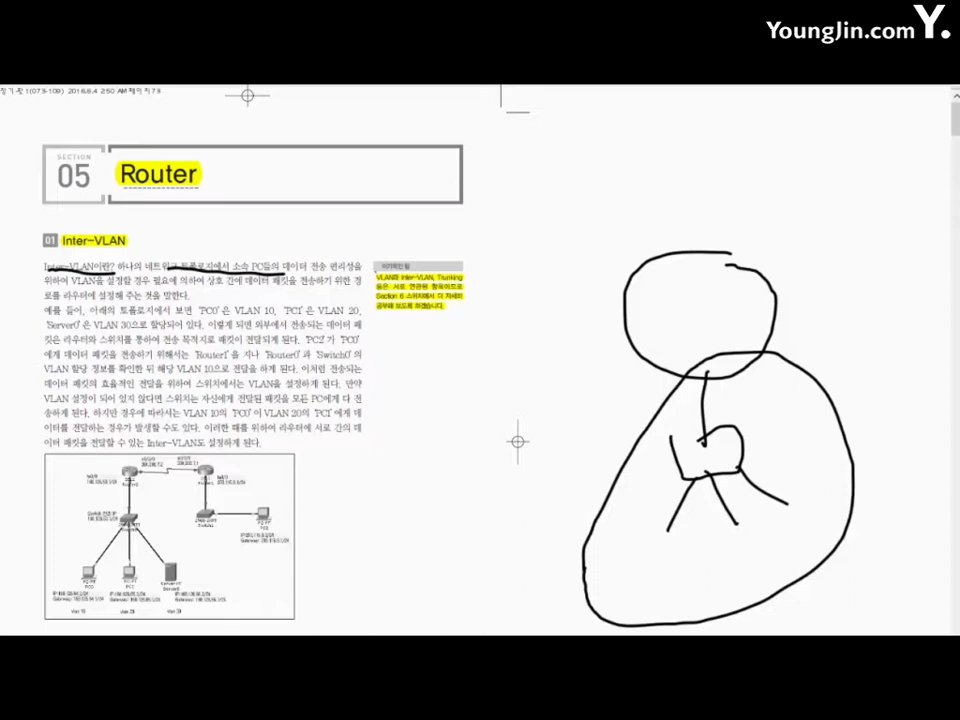 YoungJin.com Y.
1(073-109) 2016.6.4 2:50 AM 페이지73
SECTION
05
Router
01 Inter-VLAN
Inter-VLAN이란? 하나의 네트워크 토폴로지에서 소속 PC들의 데이터 전송 편리성을
위하여 VLAN을 설정할 경우 필요에 의하여 상호 간에 데이터 패킷을 전송하기 위한 경
로를 라우터에 설정해 주는 것을 말한다.
예를 들어, 아래의 토폴로지에서 보면 'PC0'은 VLAN 10, 'PC1'은 VLAN 20,
'Server0'은 VLAN 30으로 할당되어 있다. 이렇게 되면 외부에서 전송되는 데이터 패
킷은 라우터와 스위치를 통하여 전송 목적지로 패킷이 전달되게 된다. 'PC2'가 'PC0'
에게 데이터 패킷을 전송하기 위해서는 'Router1'을 지나 'Router0'과 'Switch0'의
VLAN 할당 정보를 확인한 뒤 해당 VLAN 10으로 전달을 하게 된다. 이처럼 전송되는
데이터 패킷의 효율적인 전달을 위하여 스위치에서는 VLAN을 설정하게 된다. 만약
VLAN 설정이 되어 있지 않다면 스위치는 자신에게 전달된 패킷을 모든 PC에게 다 전
송하게 된다. 하지만 경우에 따라서는 VLAN 10의 'PC0'이 VLAN 20의 'PC1'에게 데
이터를 전달하는 경우가 발생할 수도 있다. 이러한 때를 위하여 라우터에 서로 간의 데
이터 패킷을 전달할 수 있는 Inter-VLAN도 설정하게 된다.
VLAN과 Inter-VLAN, Trunking
등은 서로 연관된 항목이므로
Section 6 스위치에서 더 자세히
공부해 보도록 하겠습니다.